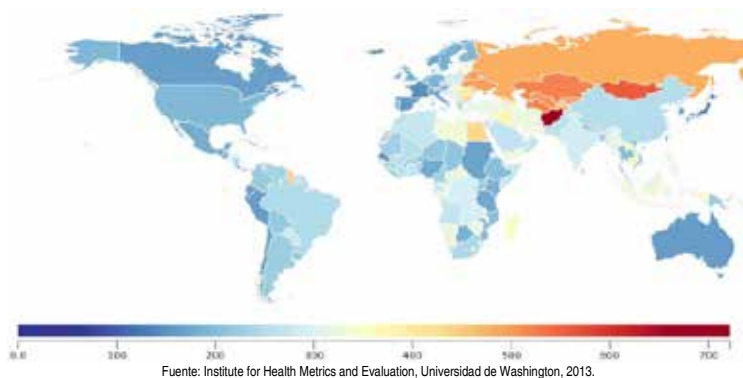 0.0 100 200 300 400 500 600 700
Fuente: Institute for Health Metrics and Evaluation, Universidad de Washington, 2013.